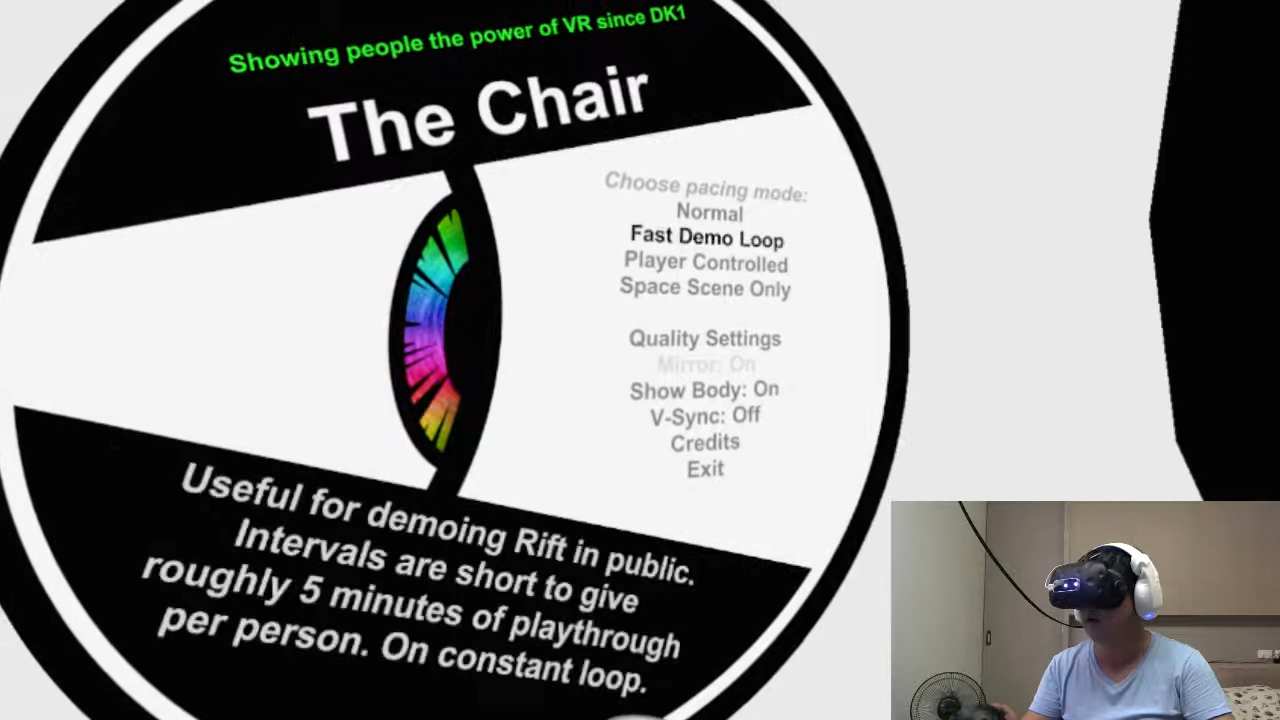 Showing people the power of VR since DK1
The Chair
Choose pacing mode:
Normal
Fast Demo Loop
Player Controlled
Space Scene Only
Quality Settings
Mirror: On
Show Body: On
V-Sync: Off
Credits
Exit
Useful for demoing Rift in public.
Intervals are short to give
roughly 5 minutes of playthrough
per person. On constant loop.